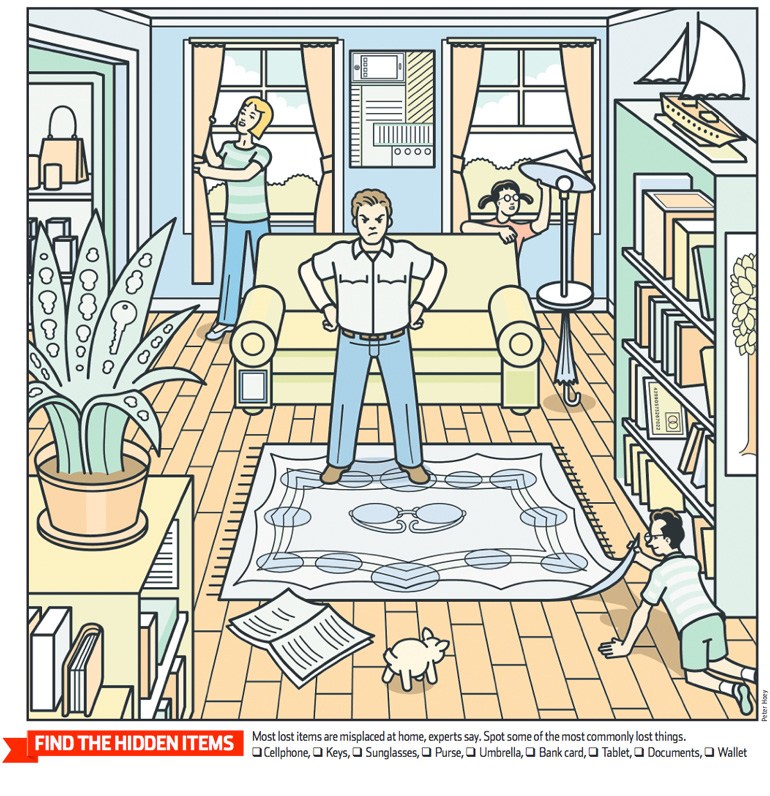 Peter Hoey
FIND THE HIDDEN ITEMS
Most lost items are misplaced at home, experts say. Spot some of the most commonly lost things.
❑ Cellphone, ❑ Keys, ❑ Sunglasses, ❑ Purse, ❑ Umbrella, ❑ Bank card, ❑ Tablet, ❑ Documents, ❑ Wallet